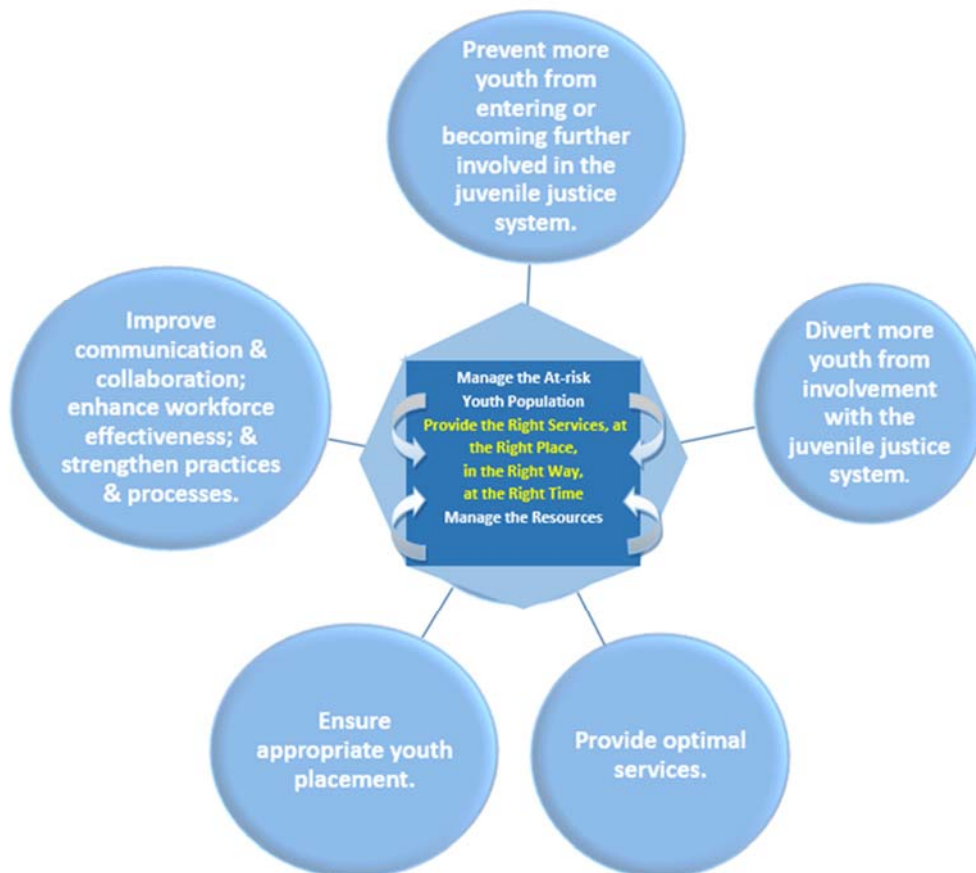 Prevent more
youth from
entering or
becoming further
involved in the
juvenile justice
system.
Improve
communication &
collaboration;
enhance workforce
effectiveness; &
strengthen practices
& processes.
Manage the At-risk
Youth Population
Provide the Right Services, at
the Right Place,
in the Right Way,
at the Right Time
Manage the Resources
Divert more
youth from
involvement
with the
juvenile justice
system.
Ensure
appropriate youth
placement.
Provide optimal
services.